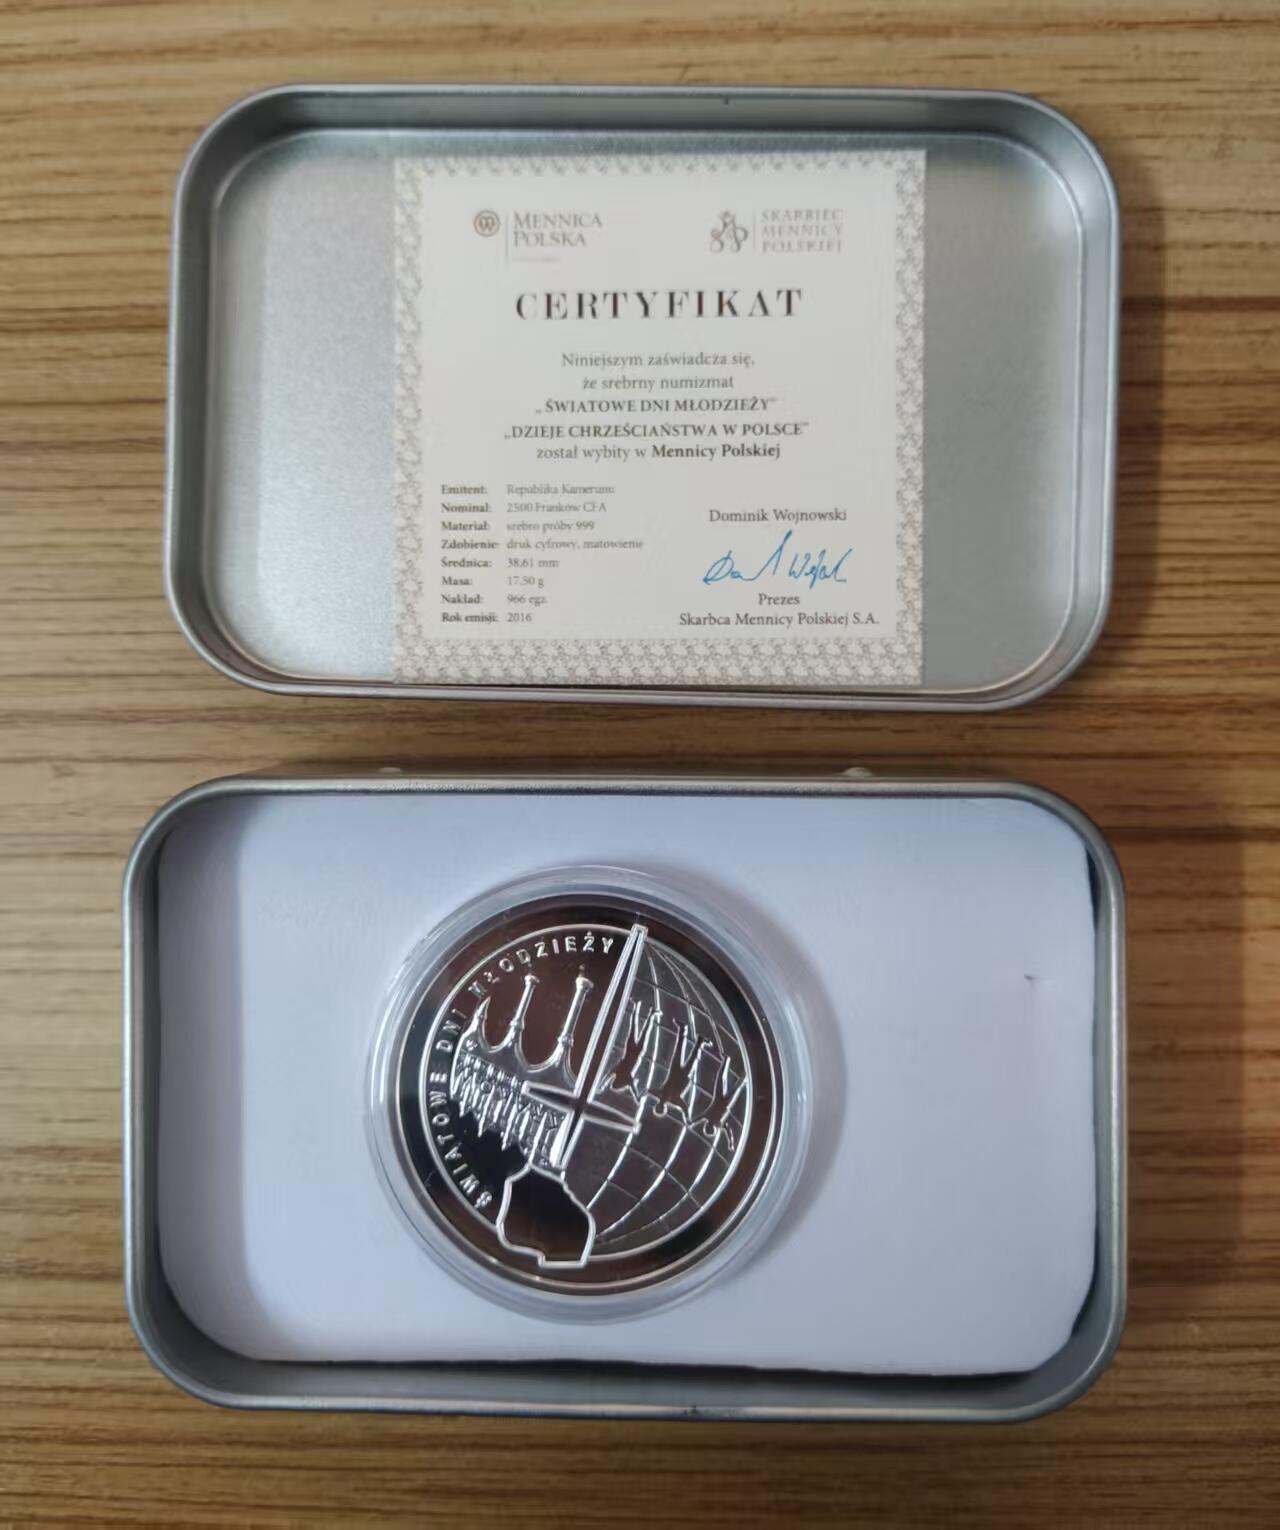 MENNICA
POLSKA
SKARBIEC
MENNICY
POLSKIEJ
CERTYFIKAT
Niniejszym zaświadcza się,
że srebrny numizmat
„ŚWIATOWE DNI MŁODZIEŻY"
„DZIEJE CHRZEŚCIAŃSTWA W POLSCE"
został wybity w Mennicy Polskiej
Emitent: Republika Kamerunu
Nominał: 2500 Franków CFA
Materiał: srebro próby 999
Zdobienie: druk cyfrowy, matowienie
Średnica: 38,61 mm
Masa: 17,50 g
Nakład: 966 egz.
Rok emisji: 2016
Dominik Wojnowski
Prezes
Skarbca Mennicy Polskiej S.A.
ŚWIATOWE DNI MŁODZIEŻY